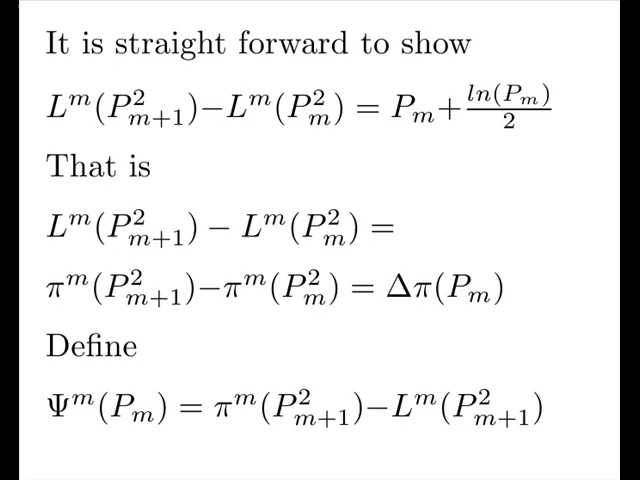 It is straight forward to show
L^m(P_{m+1}^2)−L^m(P_m^2) = P_m+\frac{ln(P_m)}{2}
That is
L^m(P_{m+1}^2) − L^m(P_m^2) =
π^m(P_{m+1}^2)−π^m(P_m^2) = Δπ(P_m)
Define
Ψ^m(P_m) = π^m(P_{m+1}^2)−L^m(P_{m+1}^2)